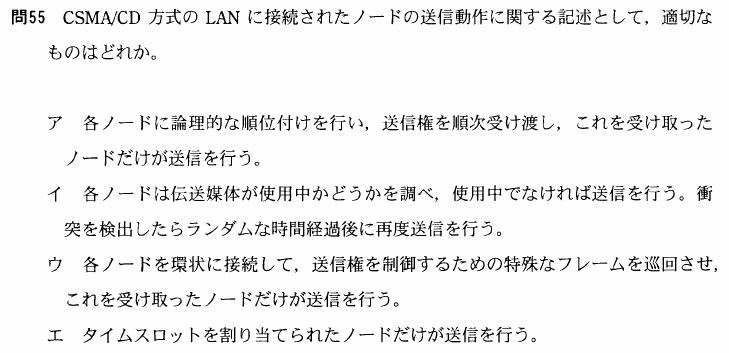 問55 CSMA/CD 方式の LAN に接続されたノードの送信動作に関する記述として，適切な
ものはどれか。
ア 各ノードに論理的な順位付けを行い，送信権を順次受け渡し，これを受け取った
ノードだけが送信を行う。
イ 各ノードは伝送媒体が使用中かどうかを調べ，使用中でなければ送信を行う。衝
突を検出したらランダムな時間経過後に再度送信を行う。
ウ 各ノードを環状に接続して，送信権を制御するための特殊なフレームを巡回させ，
これを受け取ったノードだけが送信を行う。
エ タイムスロットを割り当てられたノードだけが送信を行う。